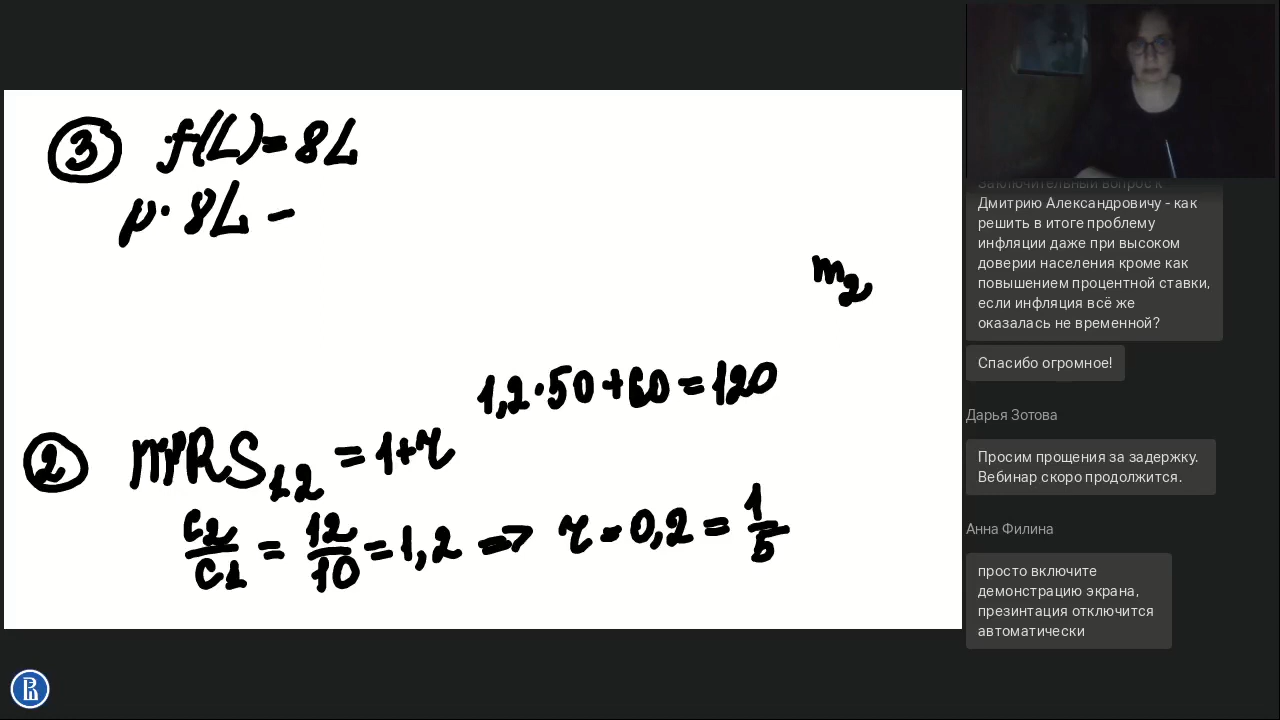 ③ f(L)=8L
p· 8L -
m₂
1,2·50+60=120
② MRS₁₂ = 1+r
c₂/c₁ = 12/10 = 1,2 => r = 0,2 = 1/5
Заключительный вопрос к
Дмитрию Александровичу - как
решить в итоге проблему
инфляции даже при высоком
доверии населения кроме как
повышением процентной ставки,
если инфляция всё же
оказалась не временной?
Спасибо огромное!
Дарья Зотова
Просим прощения за задержку.
Вебинар скоро продолжится.
Анна Филина
просто включите
демонстрацию экрана,
презинтация отключится
автоматически